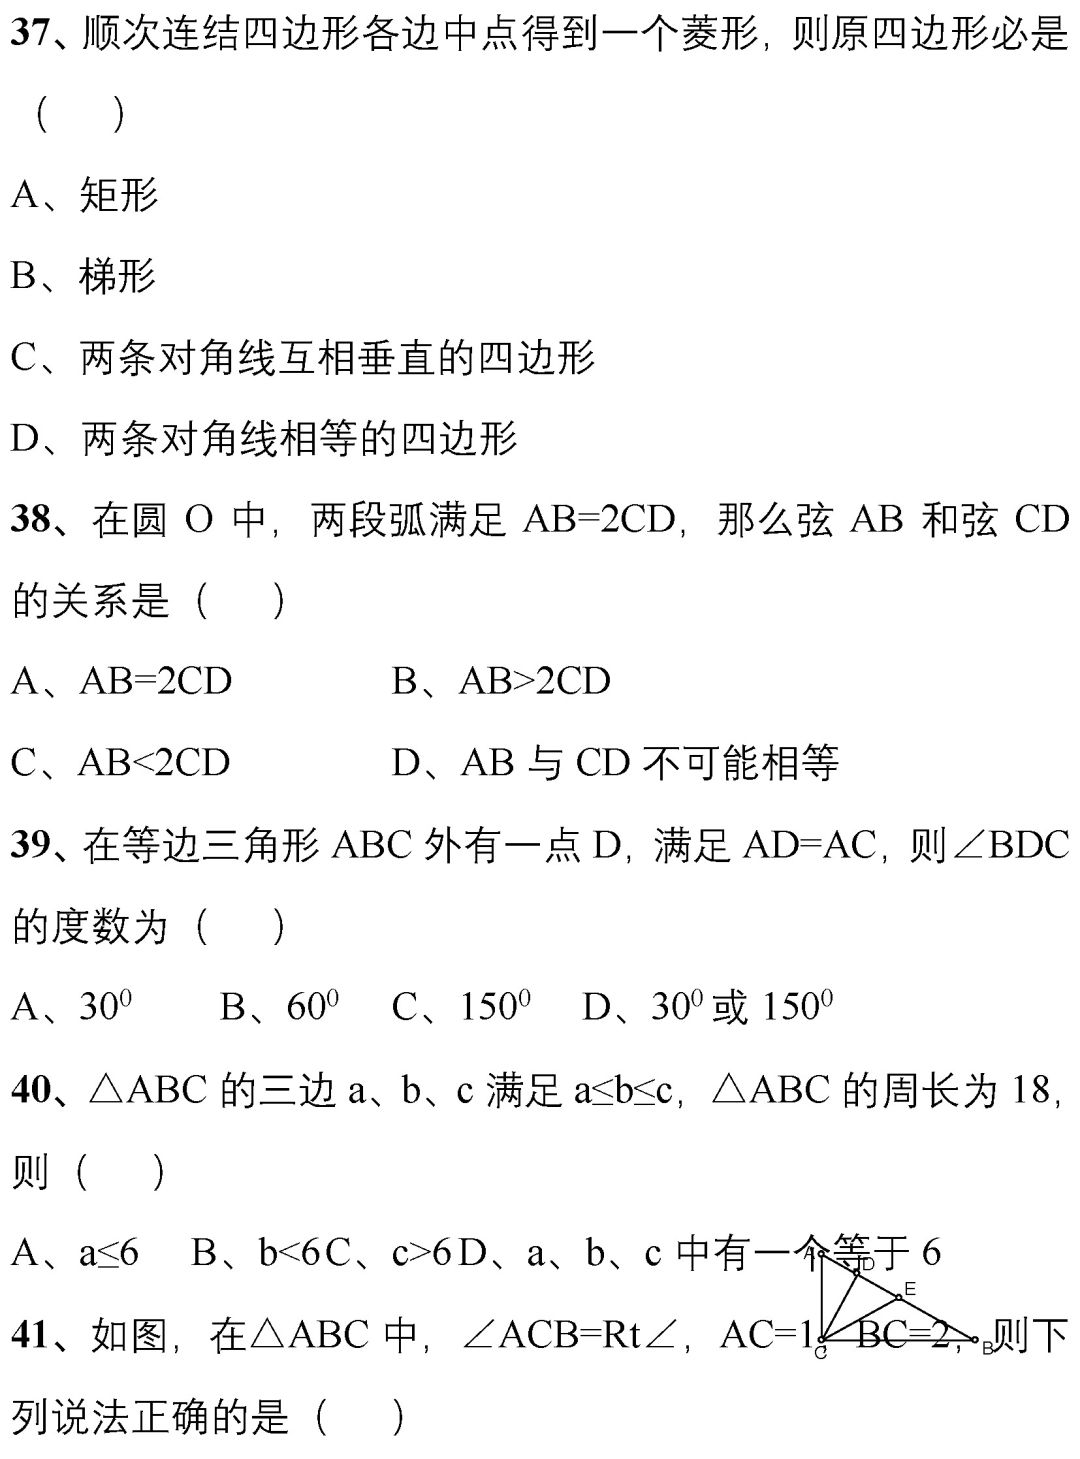 37、顺次连结四边形各边中点得到一个菱形，则原四边形必是
（　）
A、矩形
B、梯形
C、两条对角线互相垂直的四边形
D、两条对角线相等的四边形
38、在圆 O 中，两段弧满足 AB=2CD，那么弦 AB 和弦 CD
的关系是（　）
A、AB=2CD B、AB>2CD
C、AB<2CD D、AB 与 CD 不可能相等
39、在等边三角形 ABC 外有一点 D，满足 AD=AC，则∠BDC
的度数为（　）
A、30⁰ B、60⁰ C、150⁰ D、30⁰或 150⁰
40、△ABC 的三边 a、b、c 满足 a≤b≤c，△ABC 的周长为 18，
则（　）
A、a≤6 B、b<6 C、c>6 D、a、b、c 中有一个等于 6
A
D
E
41、如图，在△ABC 中，∠ACB=Rt∠，AC=1，BC=2，则下
C
B
列说法正确的是（　）